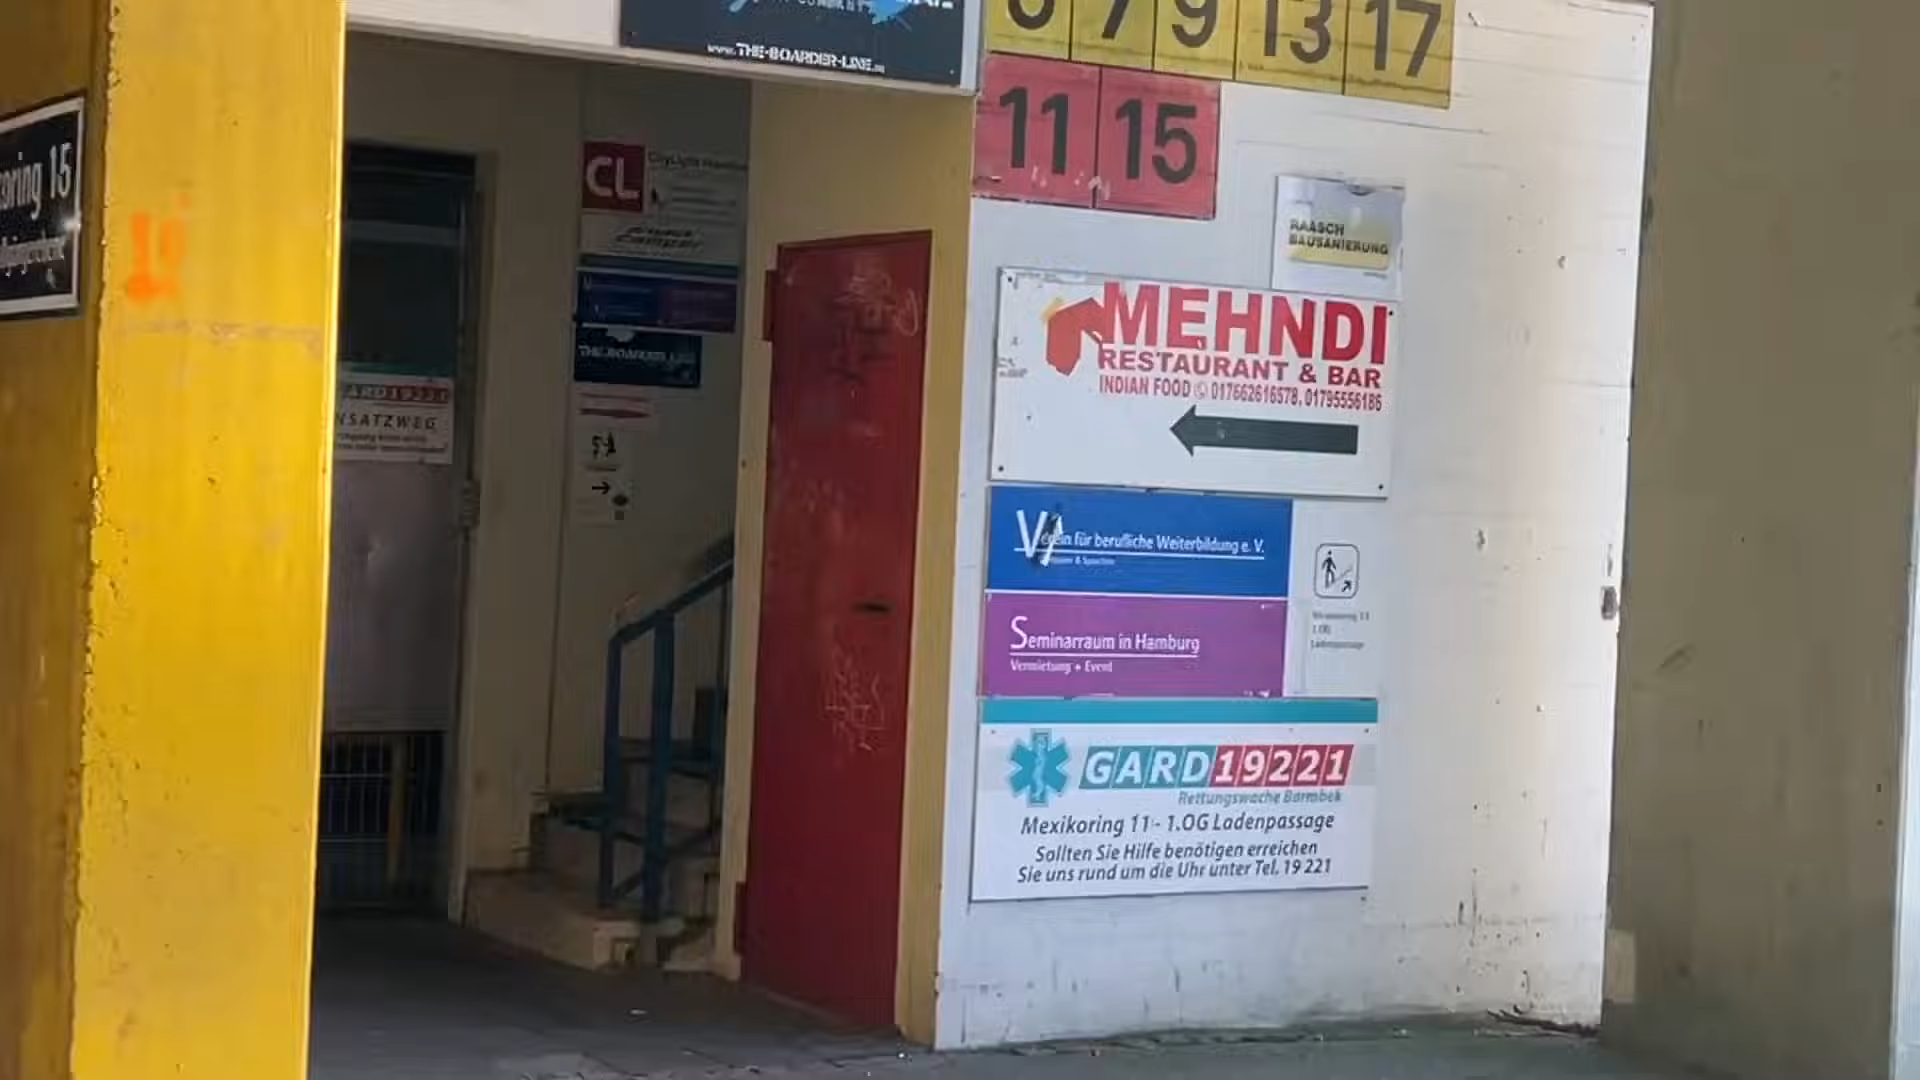 www.THE-BOARDER-LINE
7 9 13 17
11 15
oring 15
CL
CityLight
RAASCH
BAUSANIERUNG
MEHNDI
RESTAURANT & BAR
INDIAN FOOD 017662616578, 01795556186
THE BOARDER LINE
GARD19221
NSATZWEG
Verein für berufliche Weiterbildung e. V.
Seminarraum in Hamburg
Vermietung + Event
Ladenpassage
GARD19221
Rettungswache Barmbek
Mexikoring 11 - 1.OG Ladenpassage
Sollten Sie Hilfe benötigen erreichen
Sie uns rund um die Uhr unter Tel. 19 221